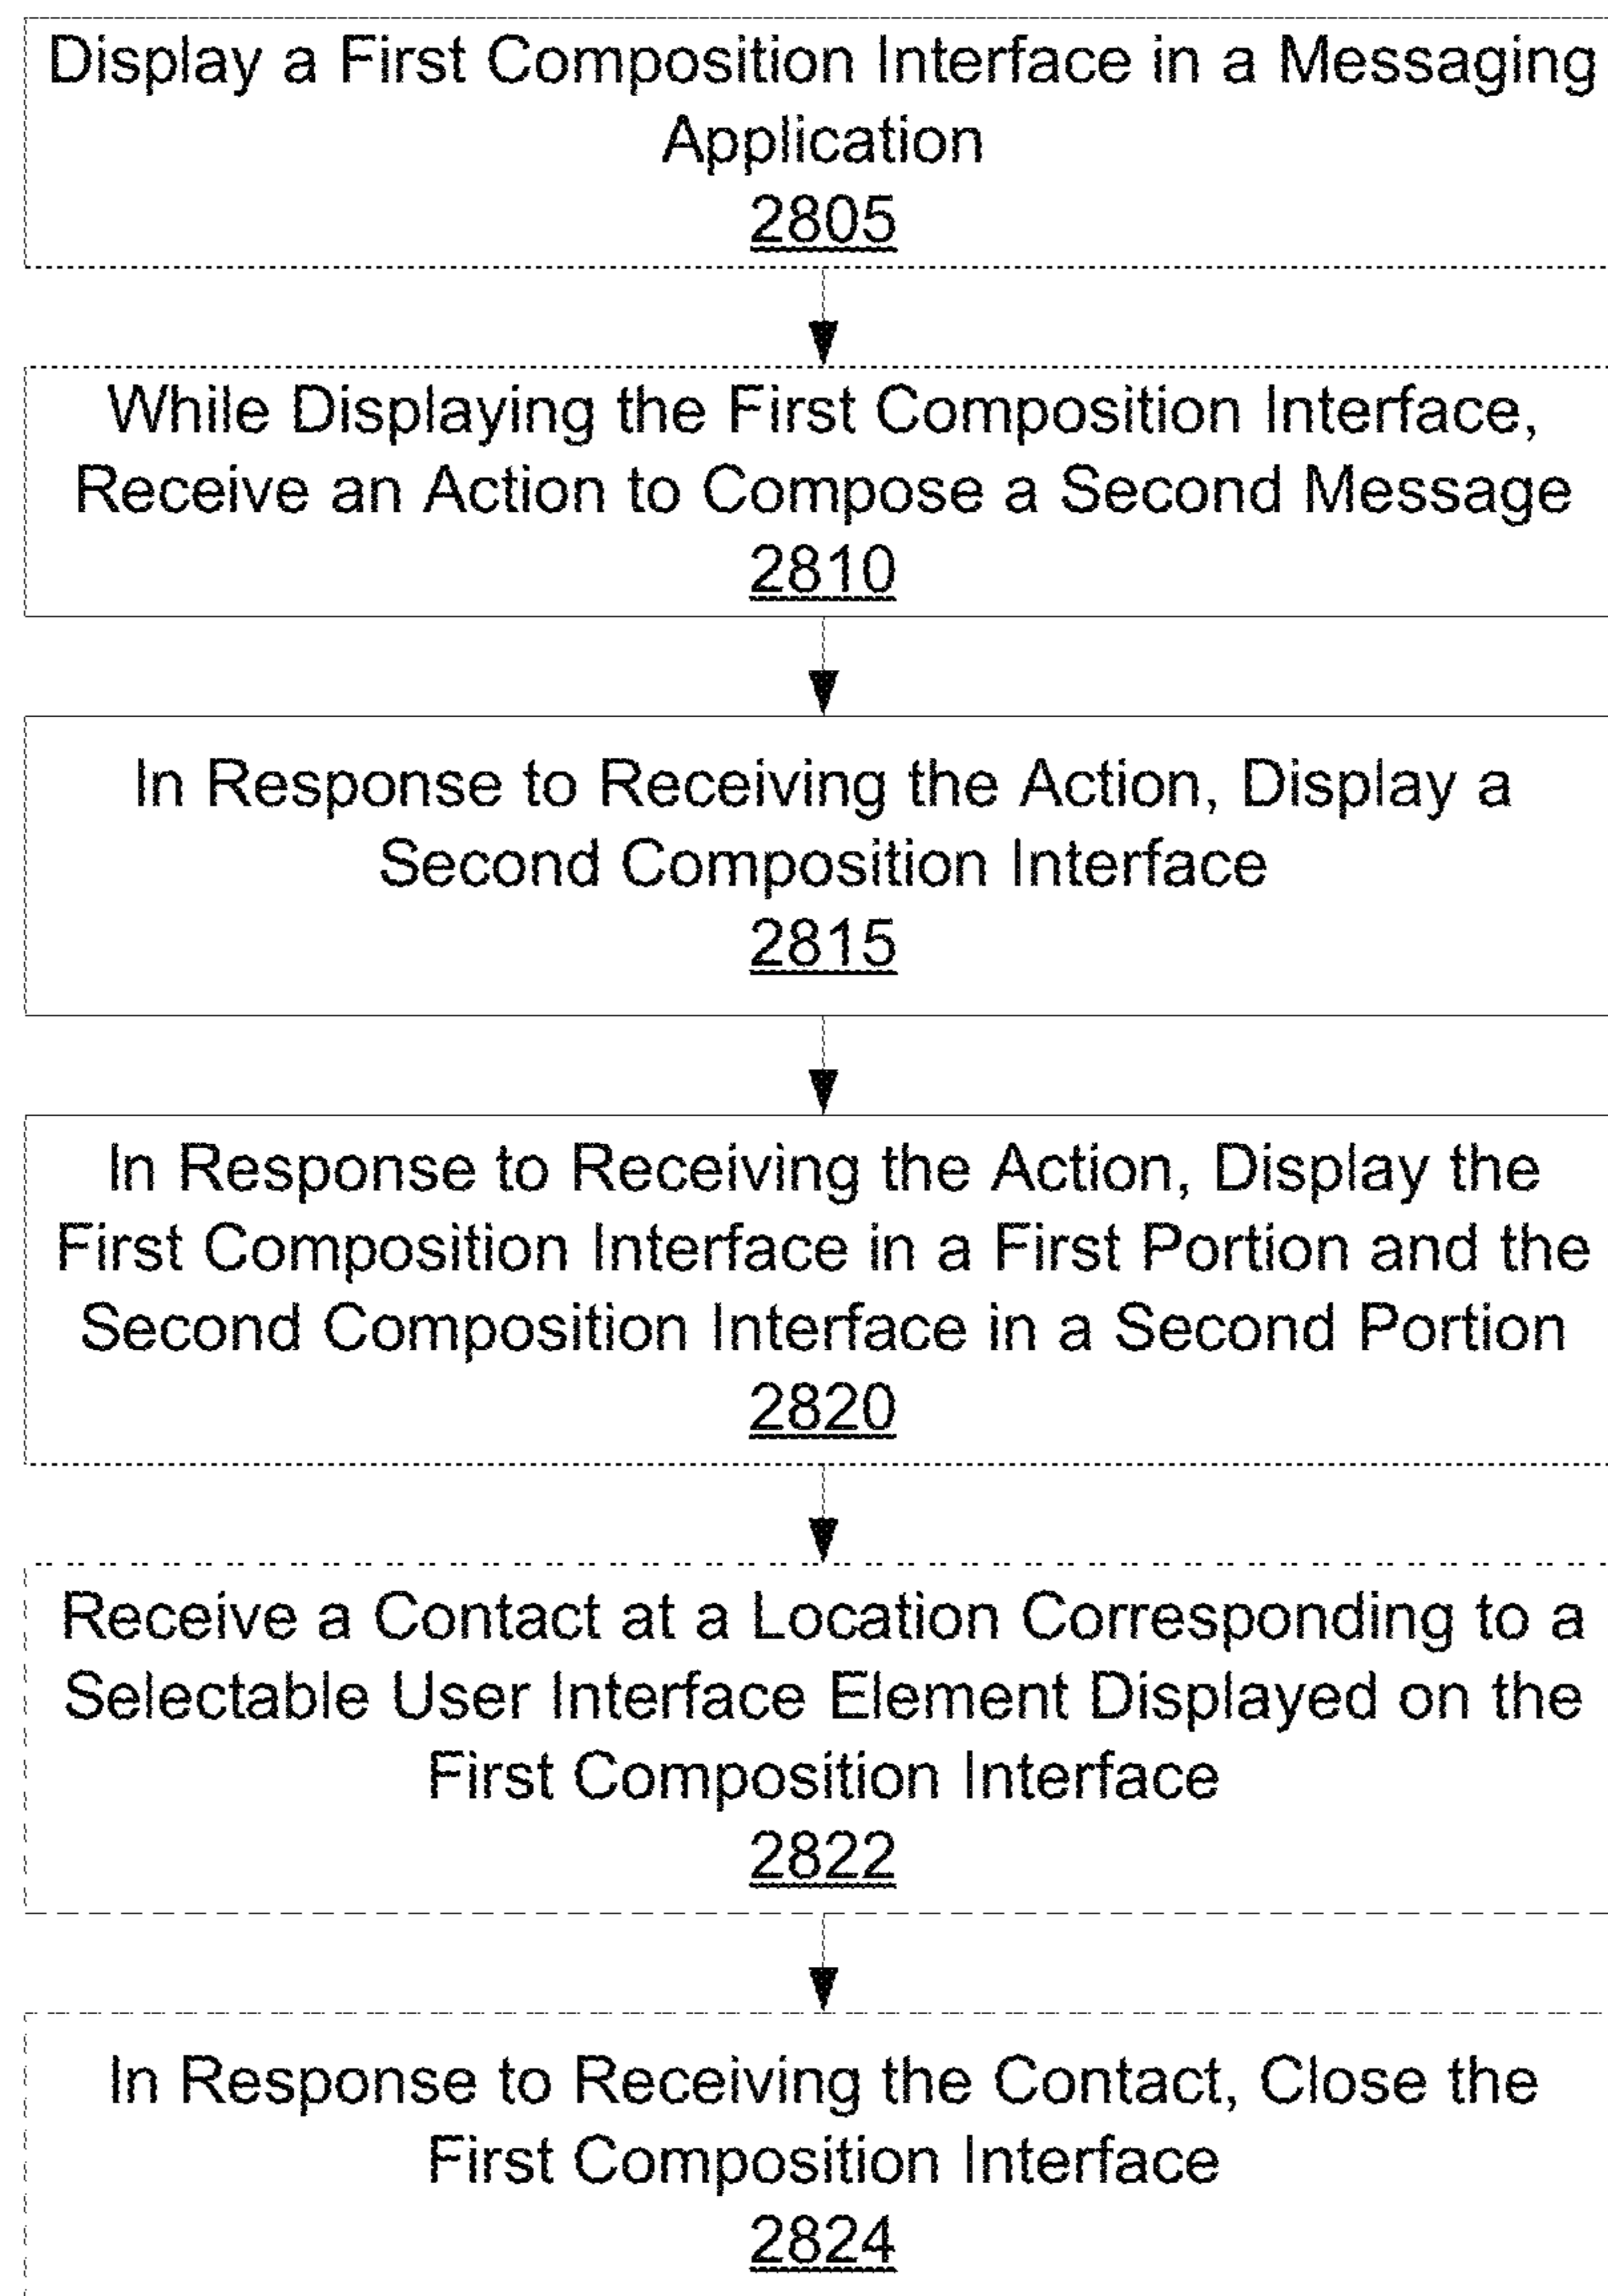 Display a First Composition Interface in a Messaging
Application
2805
While Displaying the First Composition Interface,
Receive an Action to Compose a Second Message
2810
In Response to Receiving the Action, Display a
Second Composition Interface
2815
In Response to Receiving the Action, Display the
First Composition Interface in a First Portion and the
Second Composition Interface in a Second Portion
2820
Receive a Contact at a Location Corresponding to a
Selectable User Interface Element Displayed on the
First Composition Interface
2822
In Response to Receiving the Contact, Close the
First Composition Interface
2824